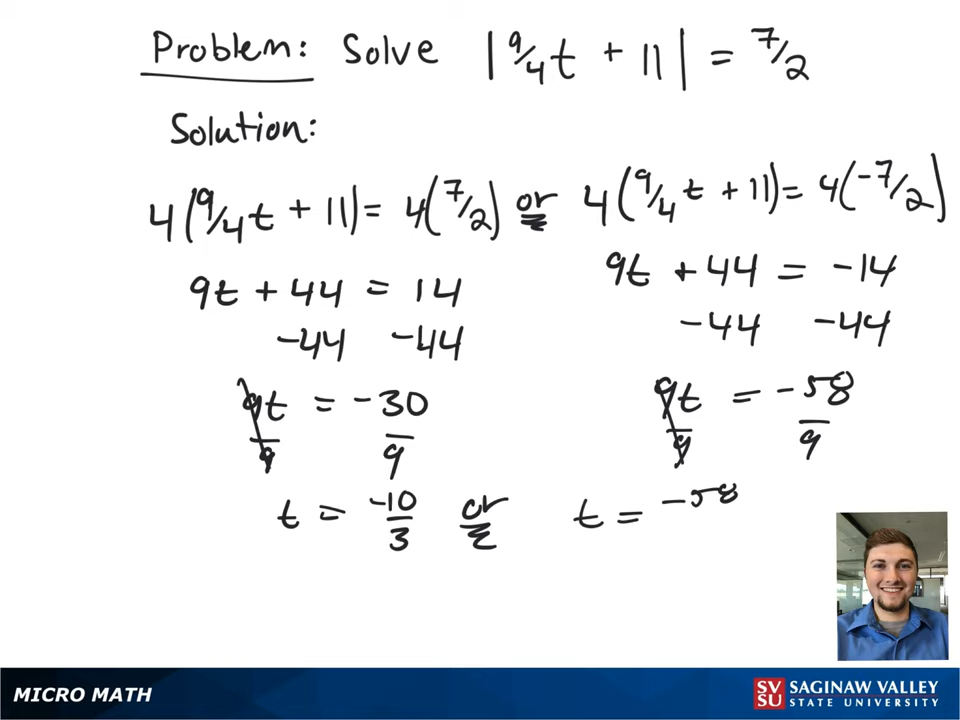 Problem: Solve |9/4t + 11| = 7/2
Solution:
4(9/4t + 11) = 4(7/2) or 4(9/4t + 11) = 4(-7/2)
9t + 44 = 14 9t + 44 = -14
-44 -44 -44 -44
9t = -30 9t = -58
9 9 9 9
t = -10/3 or t = -58
MICRO MATH
SVSU SAGINAW VALLEY
STATE UNIVERSITY